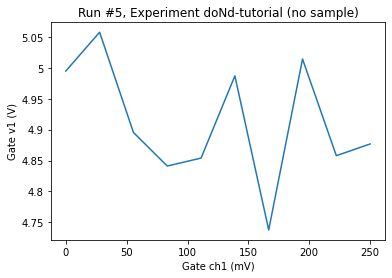 Run #5, Experiment doNd-tutorial (no sample)
5.05
5
4.95
4.9
4.85
4.8
4.75
Gate v1 (V)
0 50 100 150 200 250
Gate ch1 (mV)